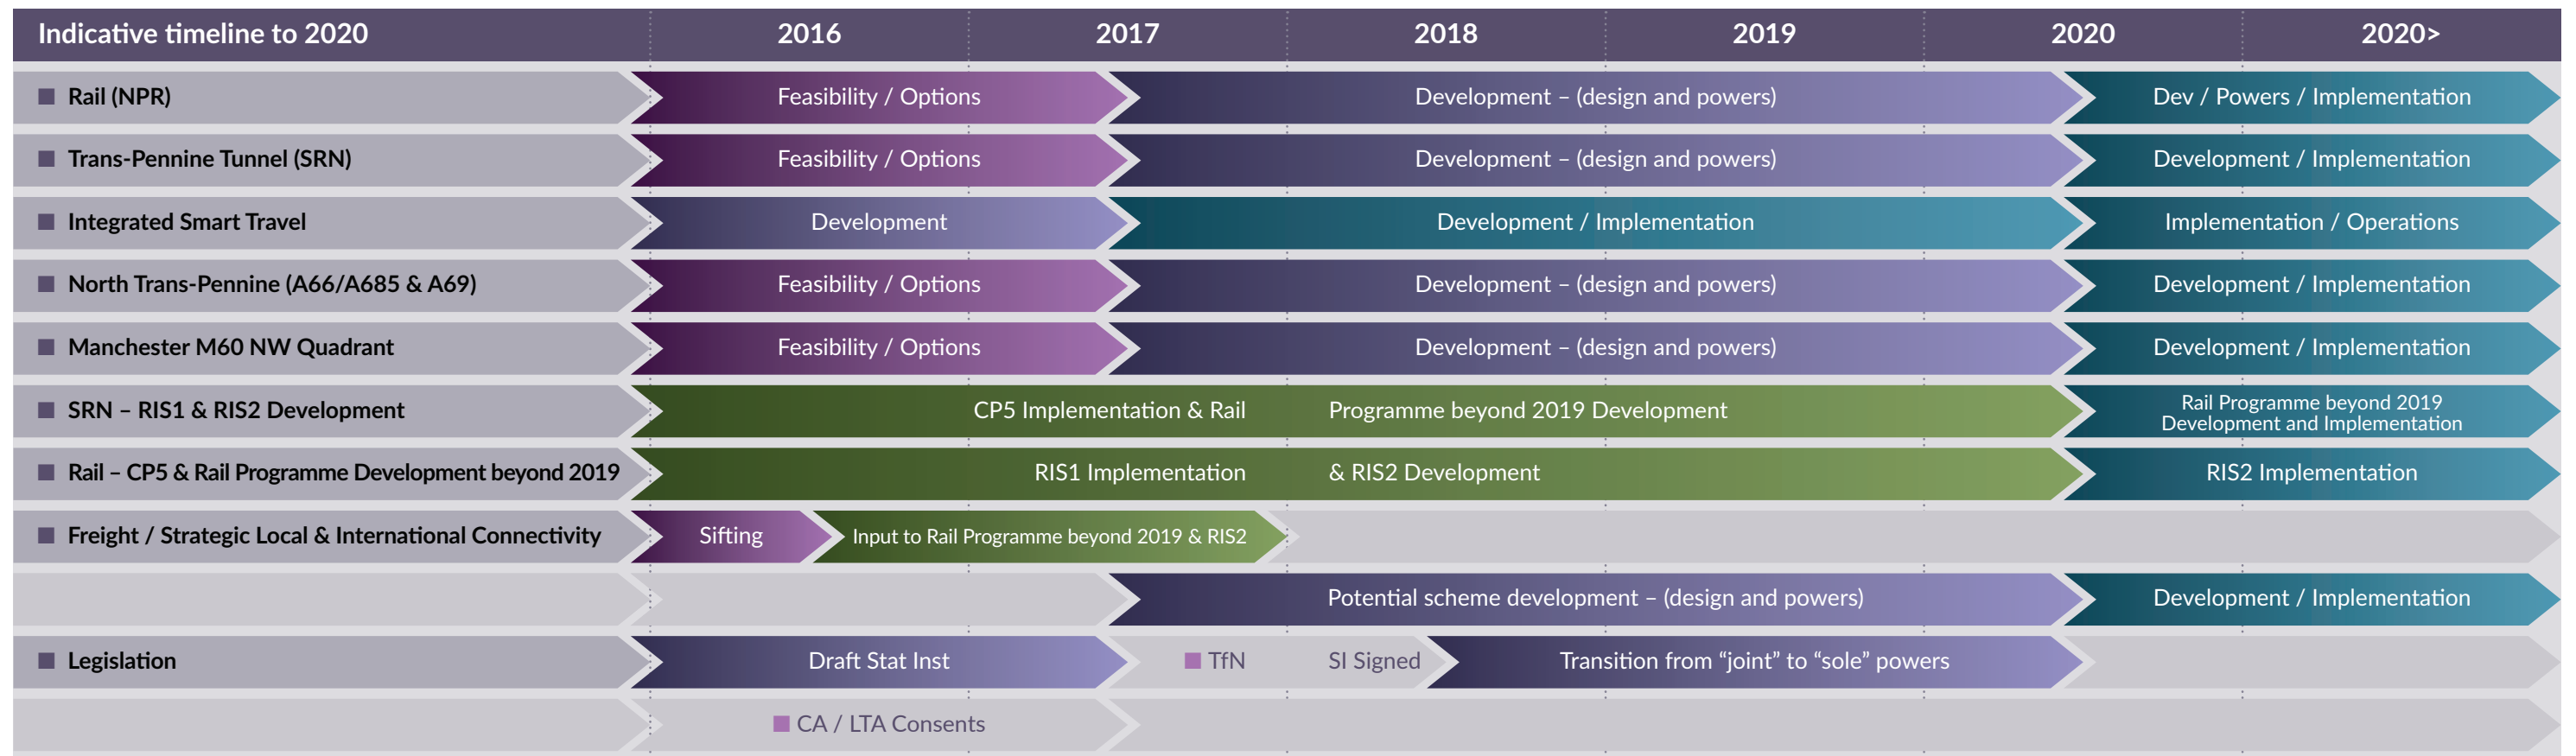 Indicative timeline to 2020 2016 2017 2018 2019 2020 2020>
Rail (NPR) Feasibility / Options Development – (design and powers) Dev / Powers / Implementation
Trans-Pennine Tunnel (SRN) Feasibility / Options Development – (design and powers) Development / Implementation
Integrated Smart Travel Development Development / Implementation Implementation / Operations
North Trans-Pennine (A66/A685 & A69) Feasibility / Options Development – (design and powers) Development / Implementation
Manchester M60 NW Quadrant Feasibility / Options Development – (design and powers) Development / Implementation
SRN – RIS1 & RIS2 Development CP5 Implementation & Rail Programme beyond 2019 Development Rail Programme beyond 2019
Development and Implementation
Rail – CP5 & Rail Programme Development beyond 2019 RIS1 Implementation & RIS2 Development RIS2 Implementation
Freight / Strategic Local & International Connectivity Sifting Input to Rail Programme beyond 2019 & RIS2
Potential scheme development – (design and powers) Development / Implementation
Legislation Draft Stat Inst TfN SI Signed Transition from “joint” to “sole” powers
CA / LTA Consents